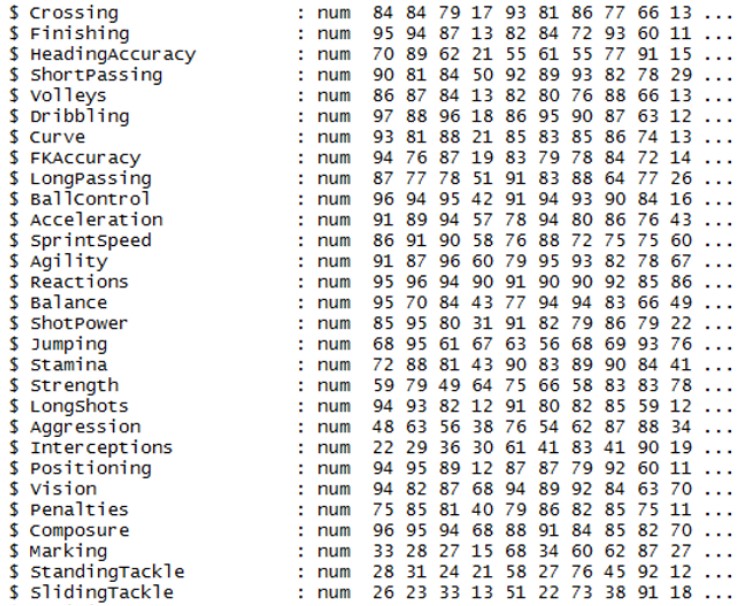 $ Crossing : num 84 84 79 17 93 81 86 77 66 13 ...
$ Finishing : num 95 94 87 13 82 84 72 93 60 11 ...
$ HeadingAccuracy : num 70 89 62 21 55 61 55 77 91 15 ...
$ ShortPassing : num 90 81 84 50 92 89 93 82 78 29 ...
$ Volleys : num 86 87 84 13 82 80 76 88 66 13 ...
$ Dribbling : num 97 88 96 18 86 95 90 87 63 12 ...
$ Curve : num 93 81 88 21 85 83 85 86 74 13 ...
$ FKAccuracy : num 94 76 87 19 83 79 78 84 72 14 ...
$ LongPassing : num 87 77 78 51 91 83 88 64 77 26 ...
$ BallControl : num 96 94 95 42 91 94 93 90 84 16 ...
$ Acceleration : num 91 89 94 57 78 94 80 86 76 43 ...
$ SprintSpeed : num 86 91 90 58 76 88 72 75 75 60 ...
$ Agility : num 91 87 96 60 79 95 93 82 78 67 ...
$ Reactions : num 95 96 94 90 91 90 90 92 85 86 ...
$ Balance : num 95 70 84 43 77 94 94 83 66 49 ...
$ ShotPower : num 85 95 80 31 91 82 79 86 79 22 ...
$ Jumping : num 68 95 61 67 63 56 68 69 93 76 ...
$ Stamina : num 72 88 81 43 90 83 89 90 84 41 ...
$ Strength : num 59 79 49 64 75 66 58 83 83 78 ...
$ LongShots : num 94 93 82 12 91 80 82 85 59 12 ...
$ Aggression : num 48 63 56 38 76 54 62 87 88 34 ...
$ Interceptions : num 22 29 36 30 61 41 83 41 90 19 ...
$ Positioning : num 94 95 89 12 87 87 79 92 60 11 ...
$ Vision : num 94 82 87 68 94 89 92 84 63 70 ...
$ Penalties : num 75 85 81 40 79 86 82 85 75 11 ...
$ Composure : num 96 95 94 68 88 91 84 85 82 70 ...
$ Marking : num 33 28 27 15 68 34 60 62 87 27 ...
$ StandingTackle : num 28 31 24 21 58 27 76 45 92 12 ...
$ SlidingTackle : num 26 23 33 13 51 22 73 38 91 18 ...